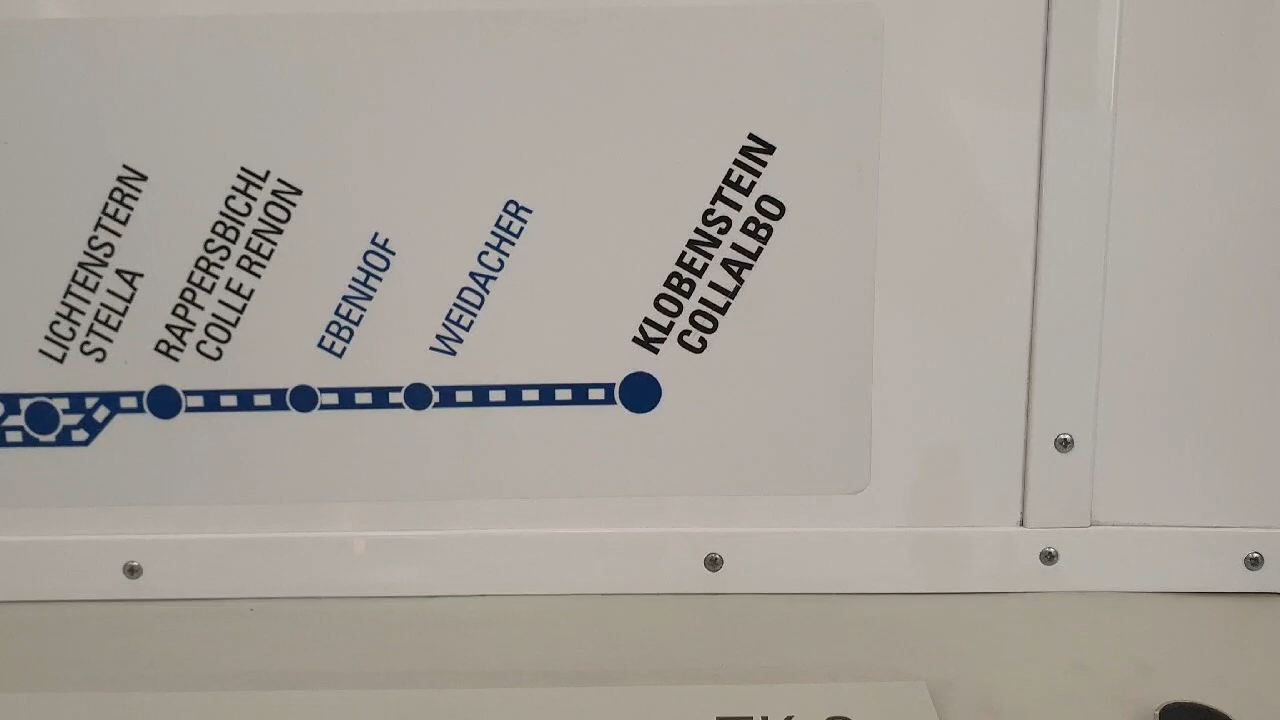 LICHTENSTERN
STELLA
RAPPERSBICHL
COLLE RENON
EBENHOF
WEIDACHER
KLOBENSTEIN
COLLALBO